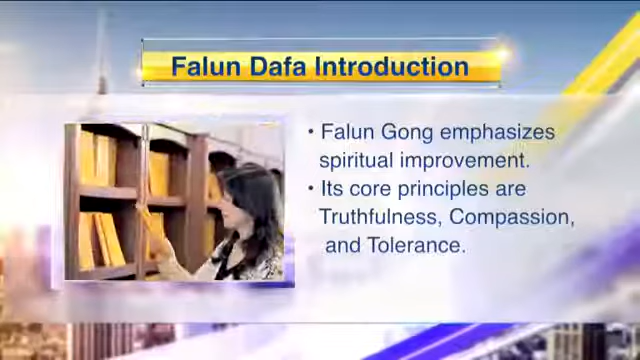 Falun Dafa Introduction
• Falun Gong emphasizes
spiritual improvement.
• Its core principles are
Truthfulness, Compassion,
and Tolerance.